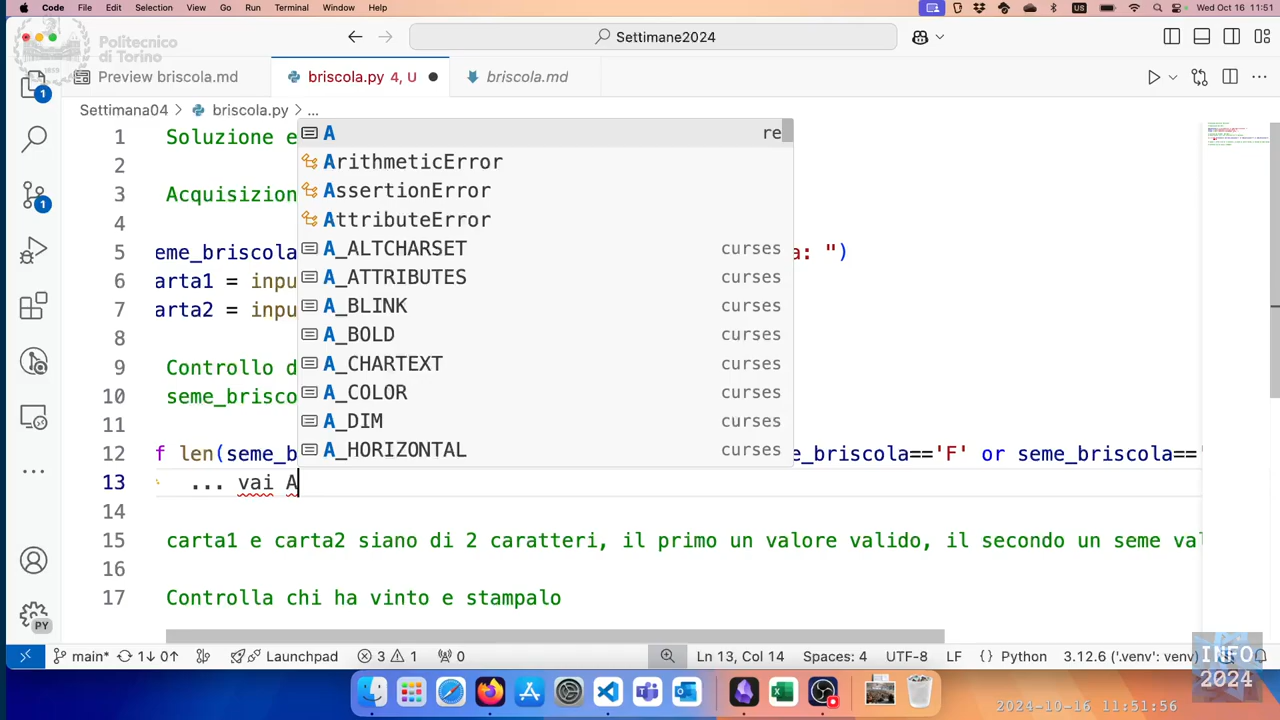 Code File Edit Selection View Go Run Terminal Window Help US Wed Oct 16 11:51
Politecnico
di Torino
1859
Settimane2024
Preview briscola.md
briscola.py 4, U
briscola.md
Settimana04 > briscola.py > ...
1 Soluzione e
2
3 Acquisizion
4
5 eme_briscola a: ")
6 arta1 = inpu
7 arta2 = inpu
8
9 Controllo d
10 seme_brisco
11
12 f len(seme_b e_briscola=='F' or seme_briscola=='
13 ... vai A
14
15 carta1 e carta2 siano di 2 caratteri, il primo un valore valido, il secondo un seme val
16
17 Controlla chi ha vinto e stampalo
A re
ArithmeticError
AssertionError
AttributeError
A_ALTCHARSET curses
A_ATTRIBUTES curses
A_BLINK curses
A_BOLD curses
A_CHARTEXT curses
A_COLOR curses
A_DIM curses
A_HORIZONTAL curses
1
1
PY
main* 1↓ 0↑ Launchpad 3 1 0 Ln 13, Col 14 Spaces: 4 UTF-8 LF {} Python 3.12.6 ('.venv': venv)
INFO
2024
2024-10-16 11:51:56